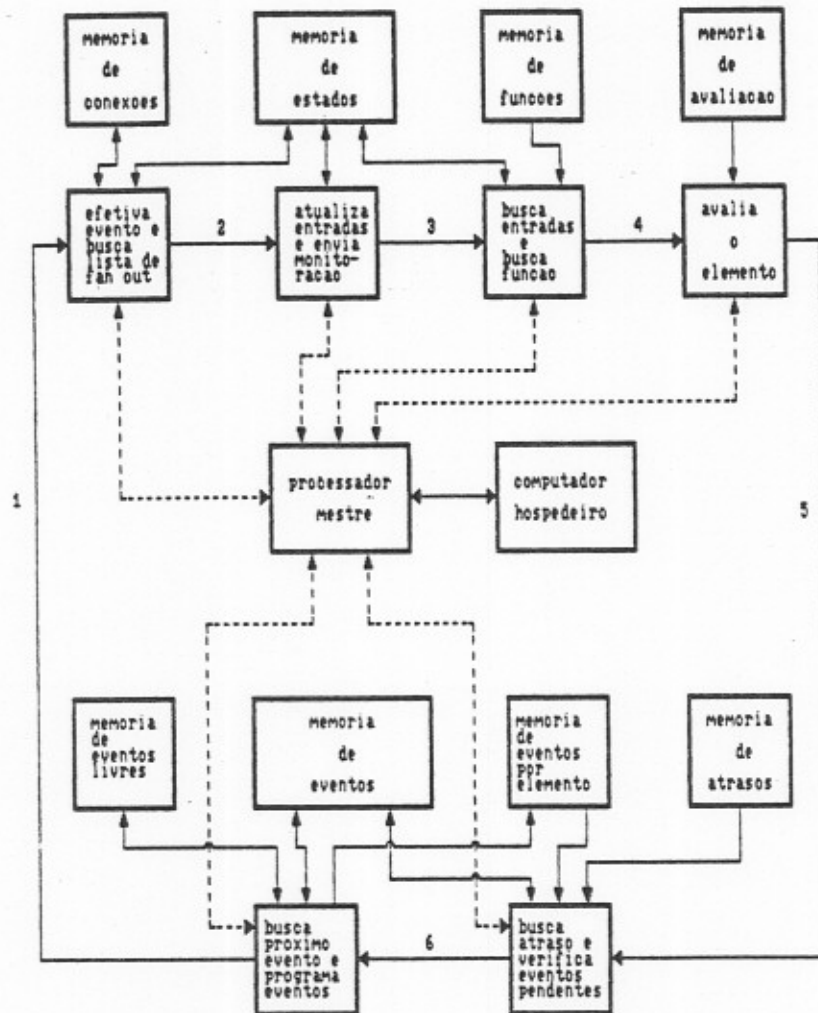 memoria
de
conexoes
memoria
de
estados
memoria
de
funcoes
memoria
de
avaliacao
efetiva
evento e
busca
lista de
fan out
2
atualiza
entradas
e envia
monito-
racao
3
busca
entradas
e
busca
funcao
4
avalia
o
elemento
1
processador
mestre
computador
hospedeiro
5
memoria
de
eventos
livres
memoria
de
eventos
memoria
de
eventos
por
elemento
memoria
de
atrasos
busca
proximo
evento e
programa
eventos
6
busca
atraso e
verifica
eventos
pendentes